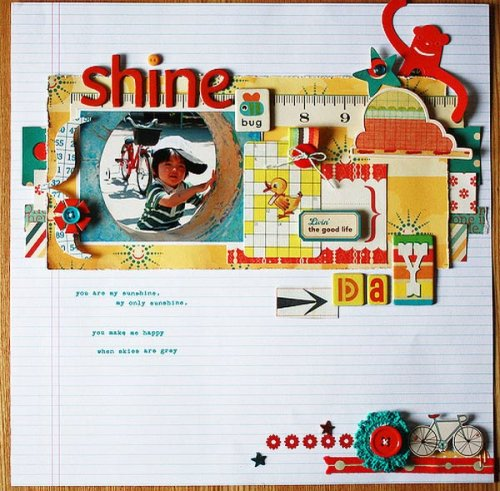 shine
8 9
bug
Livin'
the good life
DaY
you are my sunshine,
my only sunshine,
you make me happy
when skies are grey